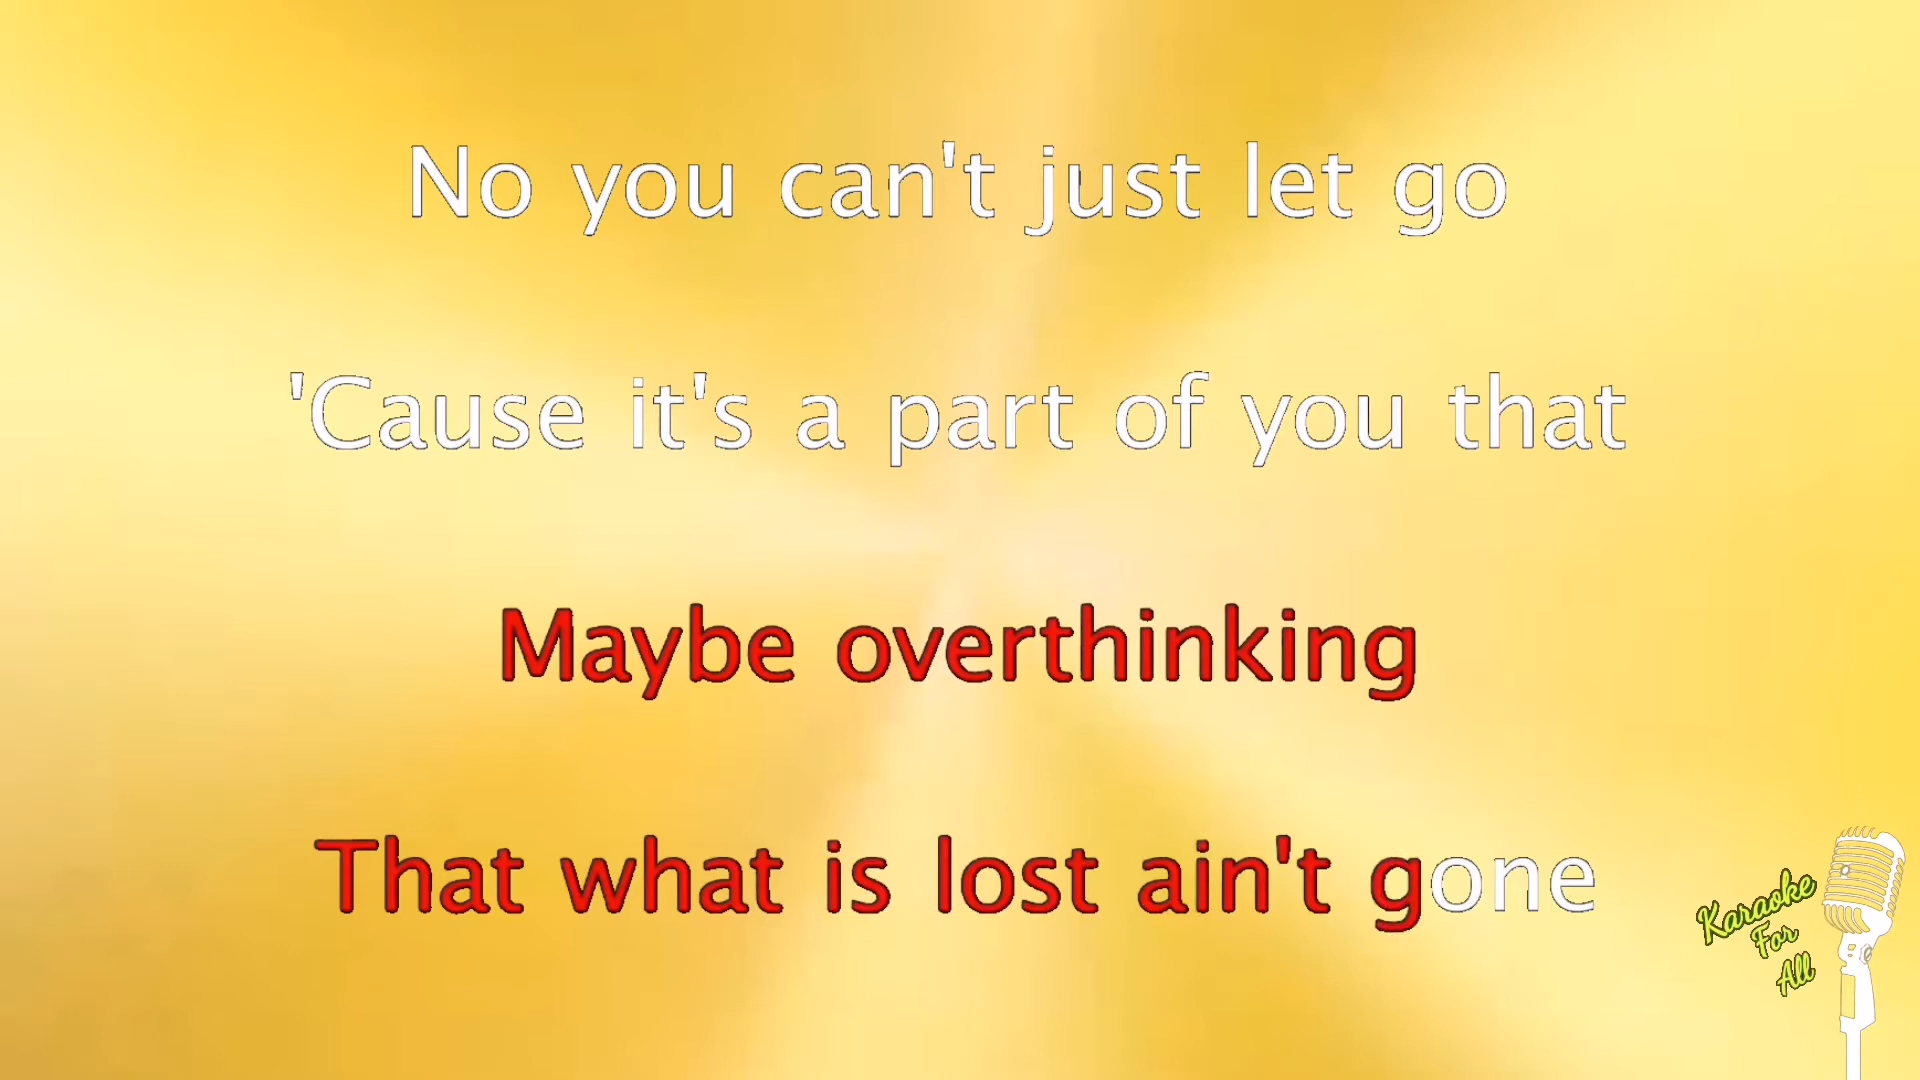 No you can't just let go
'Cause it's a part of you that
Maybe overthinking
That what is lost ain't gone
Karaoke
For
All